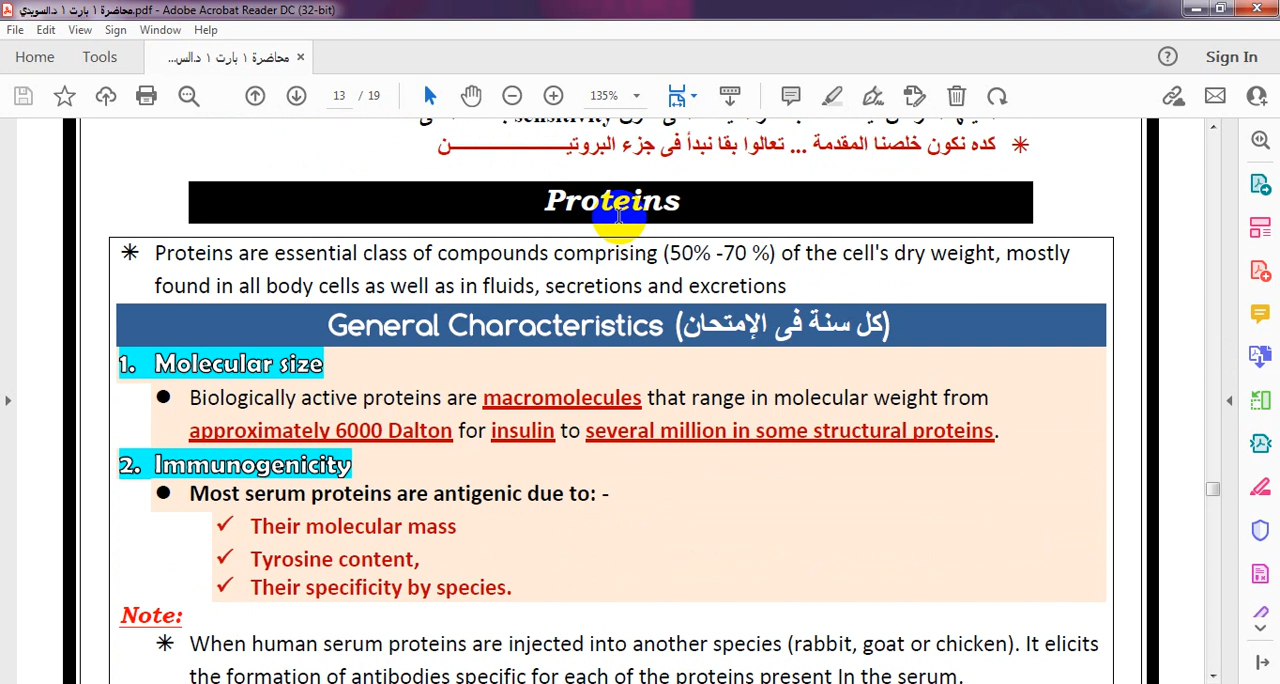 محاضرة ١ بارت ١ د.السويدي.pdf - Adobe Acrobat Reader DC (32-bit)
File Edit View Sign Window Help
Home Tools محاضرة ١ بارت ١ د.الس... × Sign In
13 / 19 135%
sensitivity
كده نكون خلصنا المقدمة ... تعالوا بقا نبدأ فى جزء البروتيـــــــــــــــــن
Proteins
Proteins are essential class of compounds comprising (50% -70 %) of the cell's dry weight, mostly
found in all body cells as well as in fluids, secretions and excretions
General Characteristics (كل سنة فى الإمتحان)
1. Molecular size
● Biologically active proteins are macromolecules that range in molecular weight from
approximately 6000 Dalton for insulin to several million in some structural proteins.
2. Immunogenicity
● Most serum proteins are antigenic due to: -
✓ Their molecular mass
✓ Tyrosine content,
✓ Their specificity by species.
Note:
When human serum proteins are injected into another species (rabbit, goat or chicken). It elicits
the formation of antibodies specific for each of the proteins present In the serum.